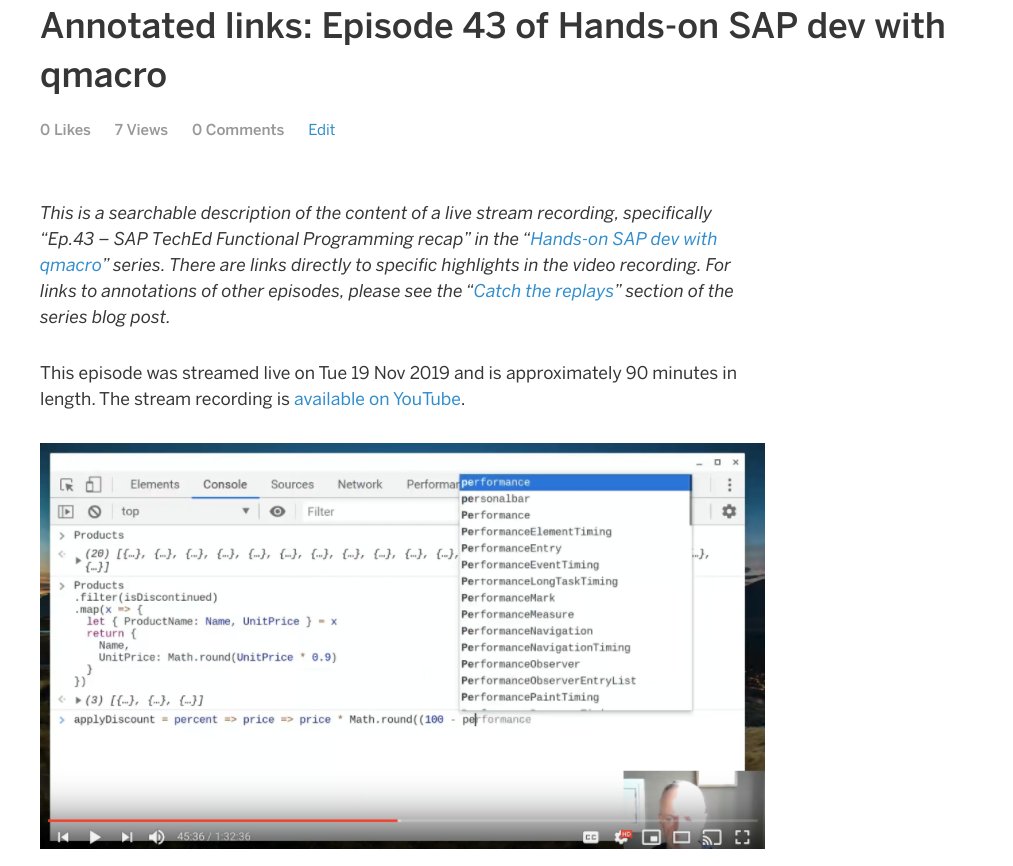 Annotated links: Episode 43 of Hands-on SAP dev with
qmacro
0 Likes 7 Views 0 Comments Edit
This is a searchable description of the content of a live stream recording, specifically
“Ep.43 – SAP TechEd Functional Programming recap” in the “Hands-on SAP dev with
qmacro” series. There are links directly to specific highlights in the video recording. For
links to annotations of other episodes, please see the “Catch the replays” section of the
series blog post.
This episode was streamed live on Tue 19 Nov 2019 and is approximately 90 minutes in
length. The stream recording is available on YouTube.
Elements Console Sources Network Performan
top Filter
> Products
(20) [{…}, {…}, {…}, {…}, {…}, {…}, {…}, {…}, {…}, {…}, {…}, …},
{…}]
> Products
.filter(isDiscontinued)
.map(x => {
let { ProductName: Name, UnitPrice } = x
return {
Name,
UnitPrice: Math.round(UnitPrice * 0.9)
}
})
(3) [{…}, {…}, {…}]
> applyDiscount = percent => price => price * Math.round((100 - performance
performance
personalbar
Performance
PerformanceElementTiming
PerformanceEntry
PerformanceEventTiming
PerformanceLongTaskTiming
PerformanceMark
PerformanceMeasure
PerformanceNavigation
PerformanceNavigationTiming
PerformanceObserver
PerformanceObserverEntryList
PerformancePaintTiming
45:36 / 1:32:36
CC HD